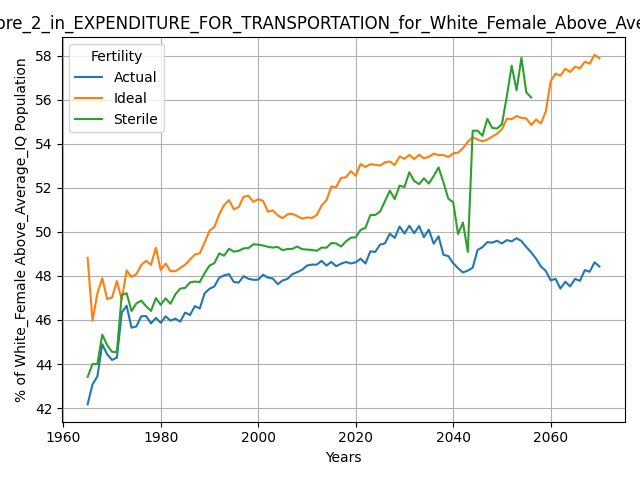 ore_2_in_EXPENDITURE_FOR_TRANSPORTATION_for_White_Female_Above_Ave
% of White_Female Above_Average_IQ Population
58
56
54
52
50
48
46
44
42
Fertility
Actual
Ideal
Sterile
1960
1980
2000
2020
2040
2060
Years